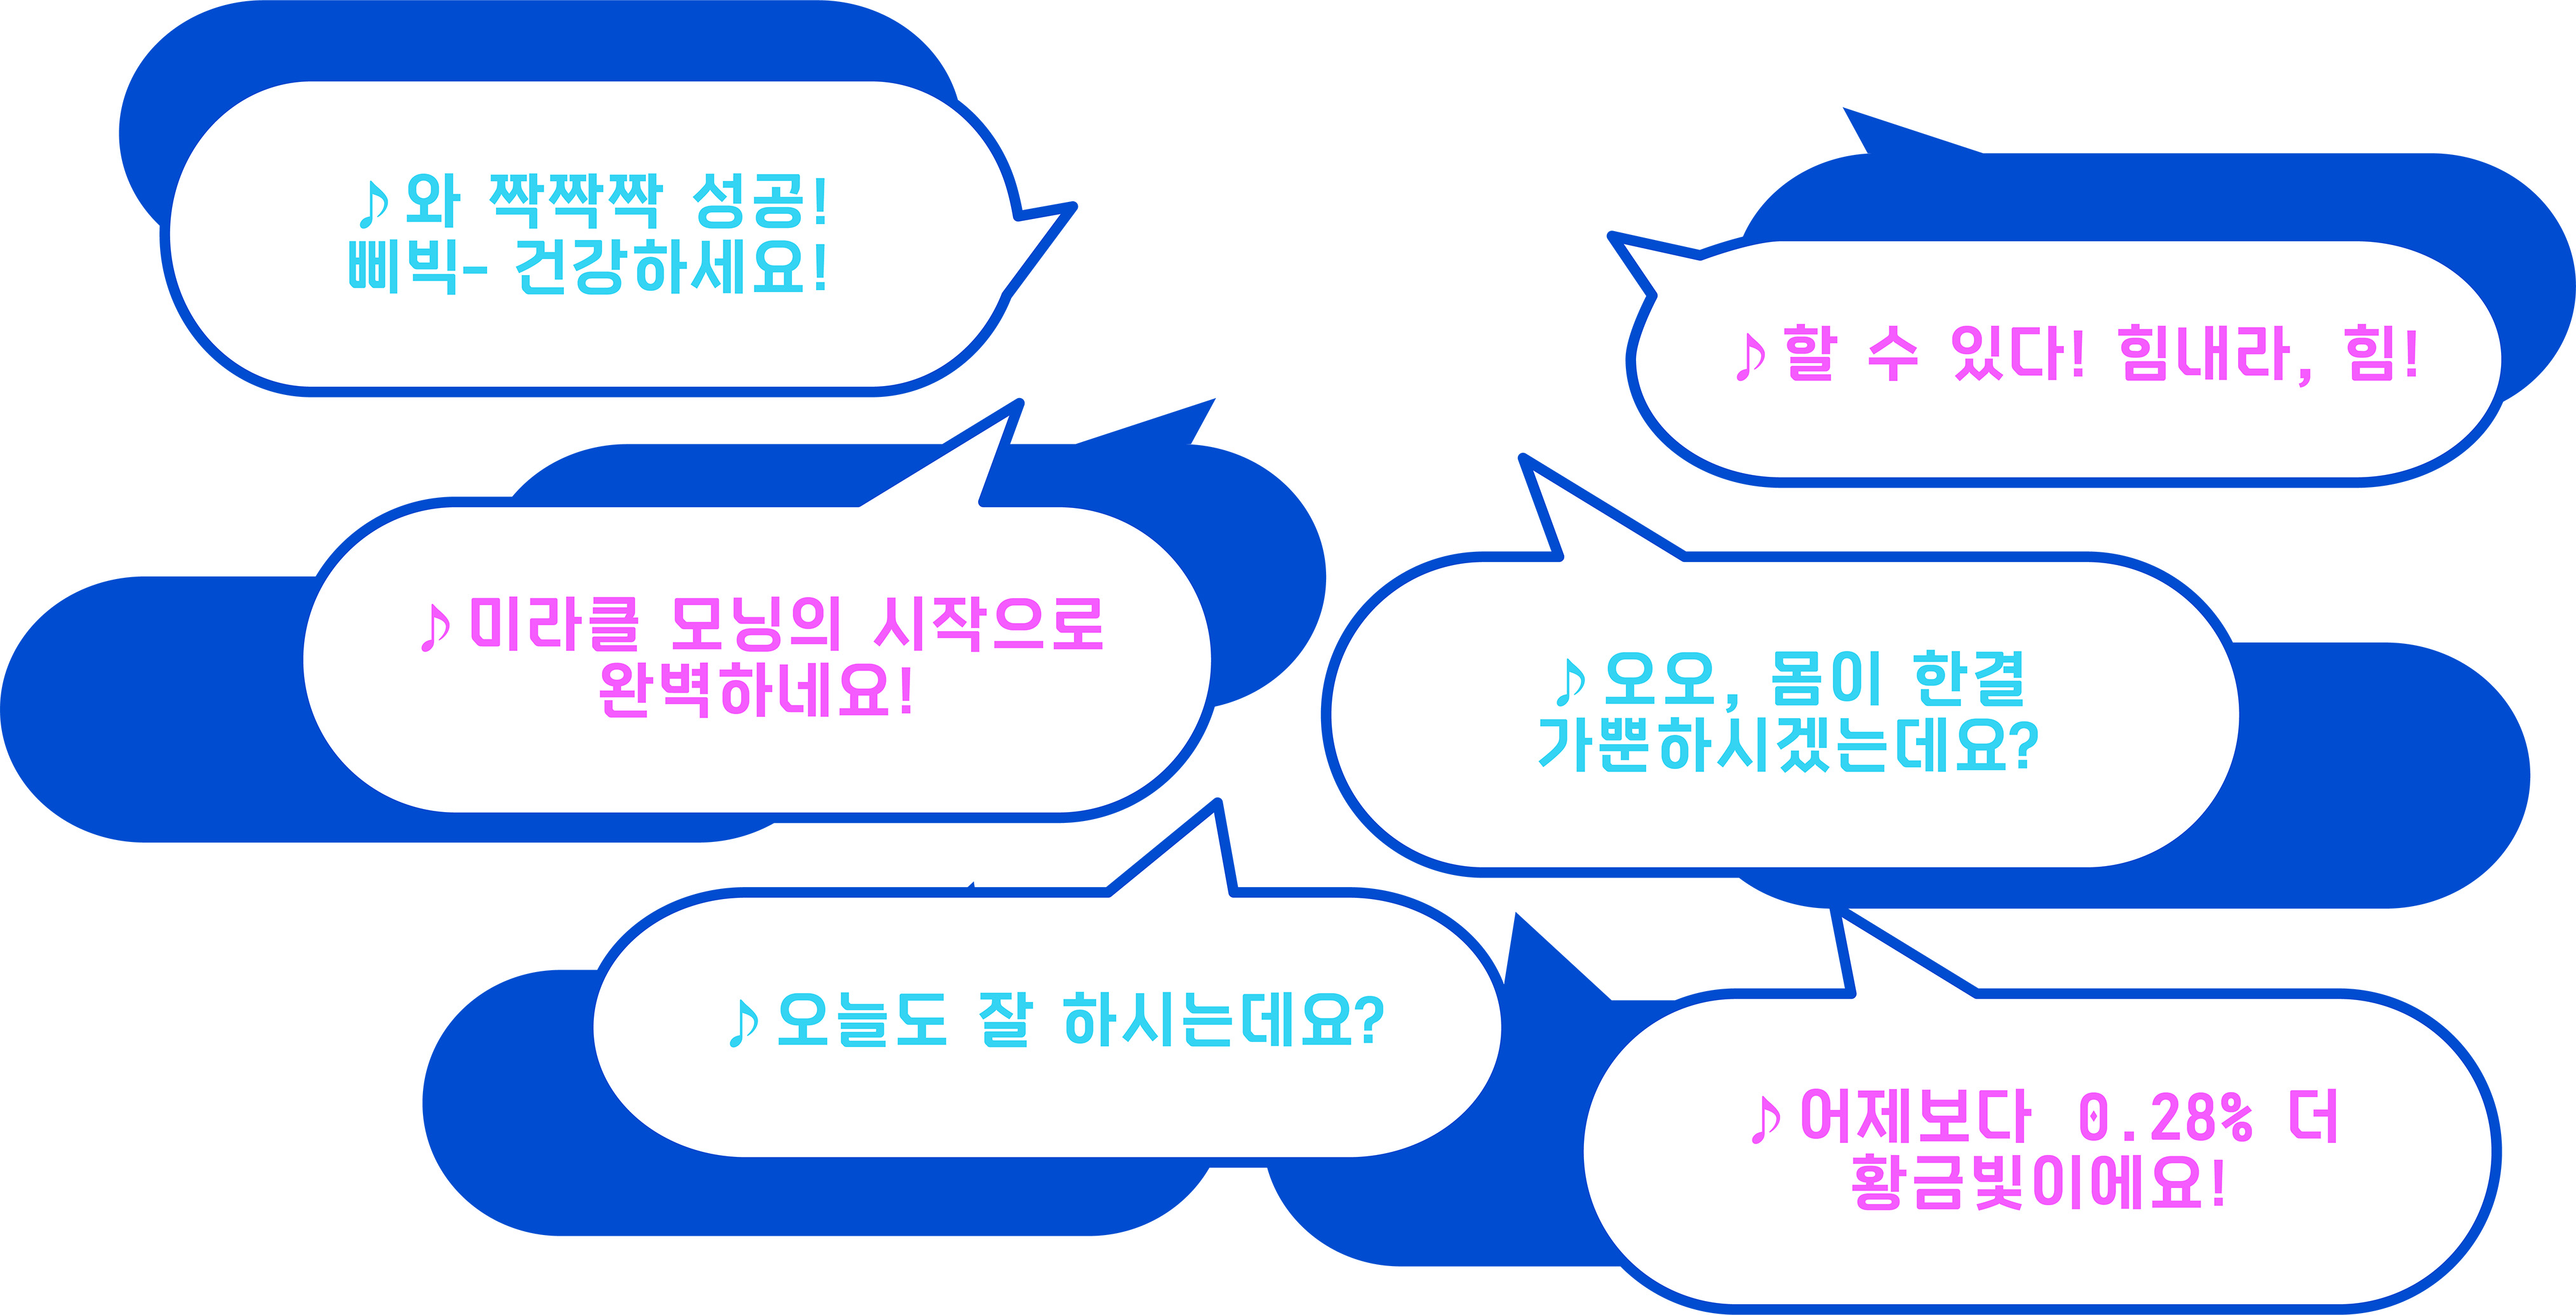 ♪와 짝짝짝 성공!
삐빅- 건강하세요!
♪할 수 있다! 힘내라, 힘!
♪미라클 모닝의 시작으로
완벽하네요!
♪오오, 몸이 한결
가뿐하시겠는데요?
♪오늘도 잘 하시는데요?
♪어제보다 0.28% 더
황금빛이에요!